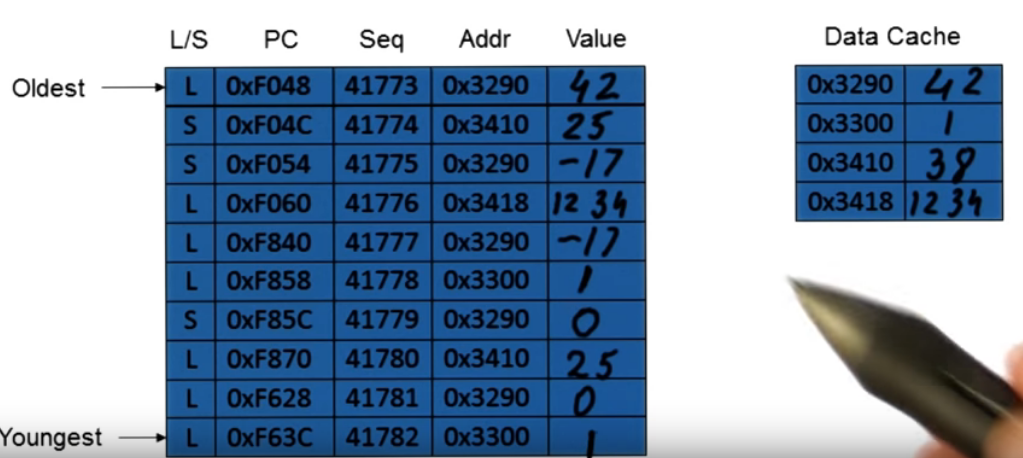 L/S PC Seq Addr Value Data Cache
Oldest L 0xF048 41773 0x3290 42 0x3290 42
S 0xF04C 41774 0x3410 25 0x3300 1
S 0xF054 41775 0x3290 -17 0x3410 38
L 0xF060 41776 0x3418 1234 0x3418 1234
L 0xF840 41777 0x3290 -17
L 0xF858 41778 0x3300 1
S 0xF85C 41779 0x3290 0
L 0xF870 41780 0x3410 25
L 0xF628 41781 0x3290 0
Youngest L 0xF63C 41782 0x3300 1